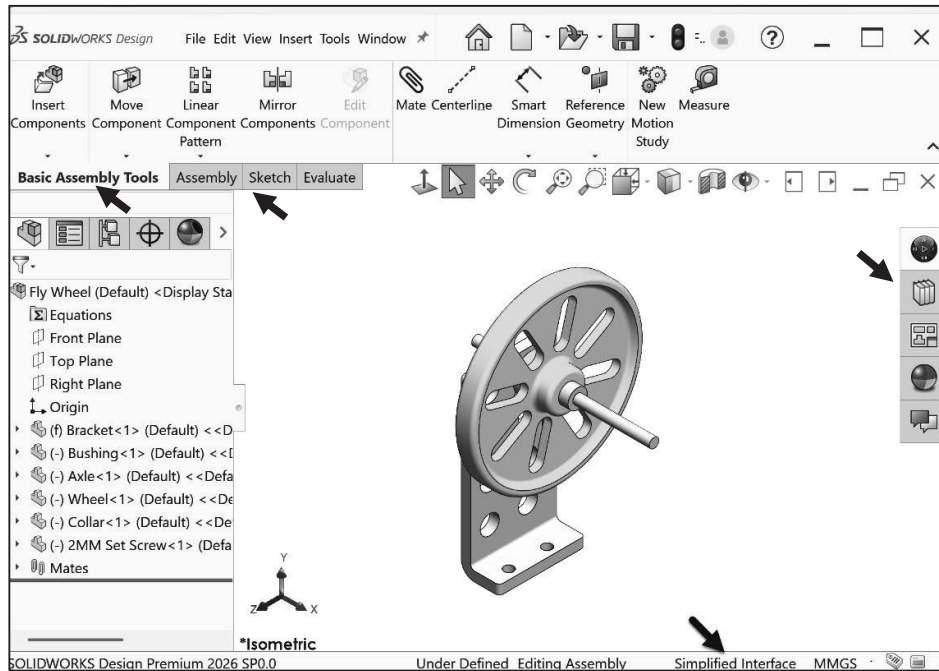 SOLIDWORKS Design File Edit View Insert Tools Window
Insert Components
Move Component
Linear Component Pattern
Mirror Components
Edit Component
Mate
Centerline
Smart Dimension
Reference Geometry
New Motion Study
Measure
Basic Assembly Tools Assembly Sketch Evaluate
Fly Wheel (Default) <Display Sta
Equations
Front Plane
Top Plane
Right Plane
Origin
(f) Bracket<1> (Default) <<D
(-) Bushing<1> (Default) <<D
(-) Axle<1> (Default) <<Defa
(-) Wheel<1> (Default) <<De
(-) Collar<1> (Default) <<De
(-) 2MM Set Screw<1> (Defa
Mates
Y
Z X
*Isometric
SOLIDWORKS Design Premium 2026 SP0.0 Under Defined Editing Assembly Simplified Interface MMGS